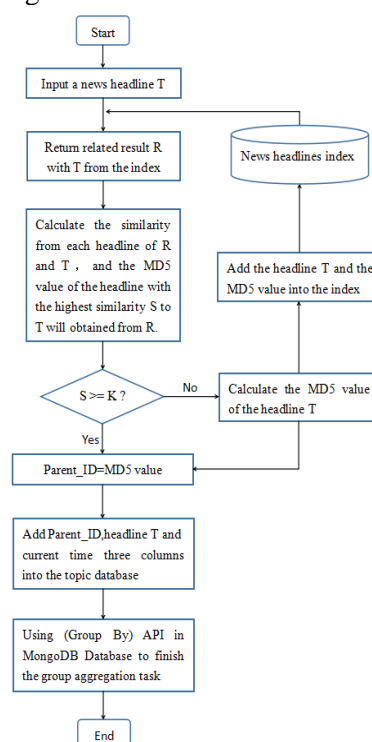 Start
Input a news headline T
Return related result R
with T from the index
News headlines index
Calculate the similarity
from each headline of R
and T , and the MD5
value of the headline with
the highest similarity S to
T will obtained from R.
Add the headline T and the
MD5 value into the index
S>=K?
No
Calculate the MD5 value
of the headline T
Yes
Parent_ID=MD5 value
Add Parent_ID,headline T and
current time three columns
into the topic database
Using (Group By) API in
MongoDB Database to finish
the group aggregation task
End